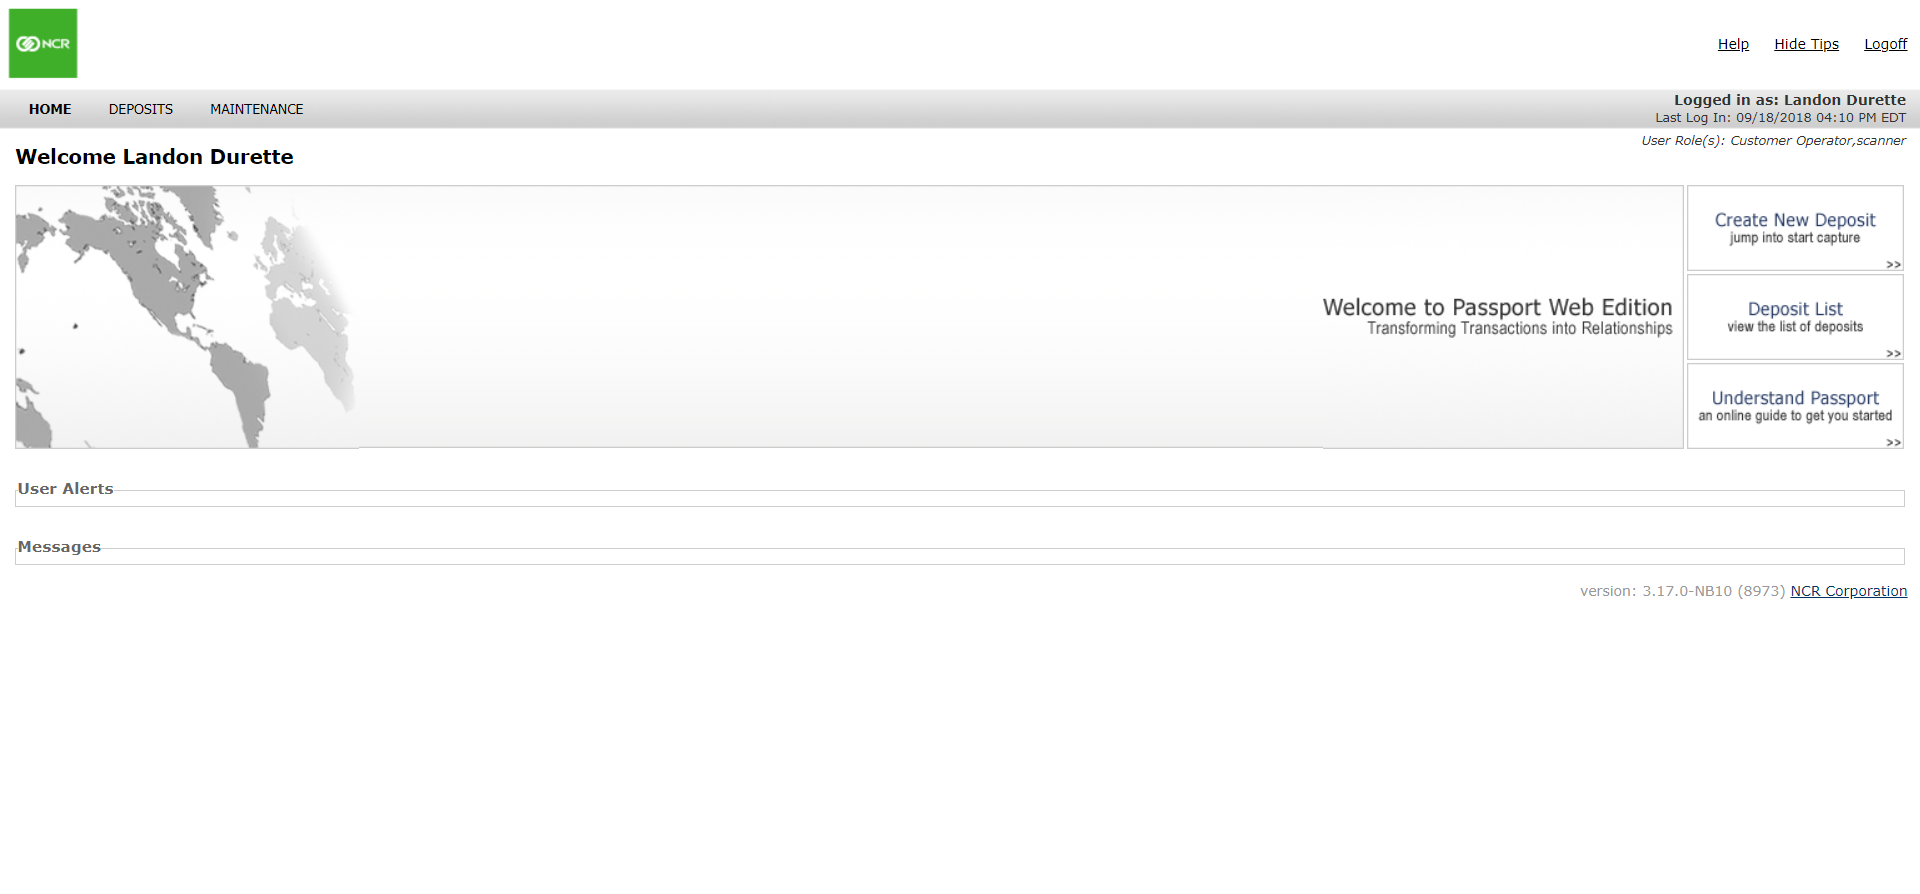 NCR
Help Hide Tips Logoff
HOME DEPOSITS MAINTENANCE
Logged in as: Landon Durette
Last Log In: 09/18/2018 04:10 PM EDT
User Role(s): Customer Operator,scanner
Welcome Landon Durette
Welcome to Passport Web Edition
Transforming Transactions into Relationships
Create New Deposit
jump into start capture
>>
Deposit List
view the list of deposits
>>
Understand Passport
an online guide to get you started
>>
User Alerts
Messages
version: 3.17.0-NB10 (8973) NCR Corporation